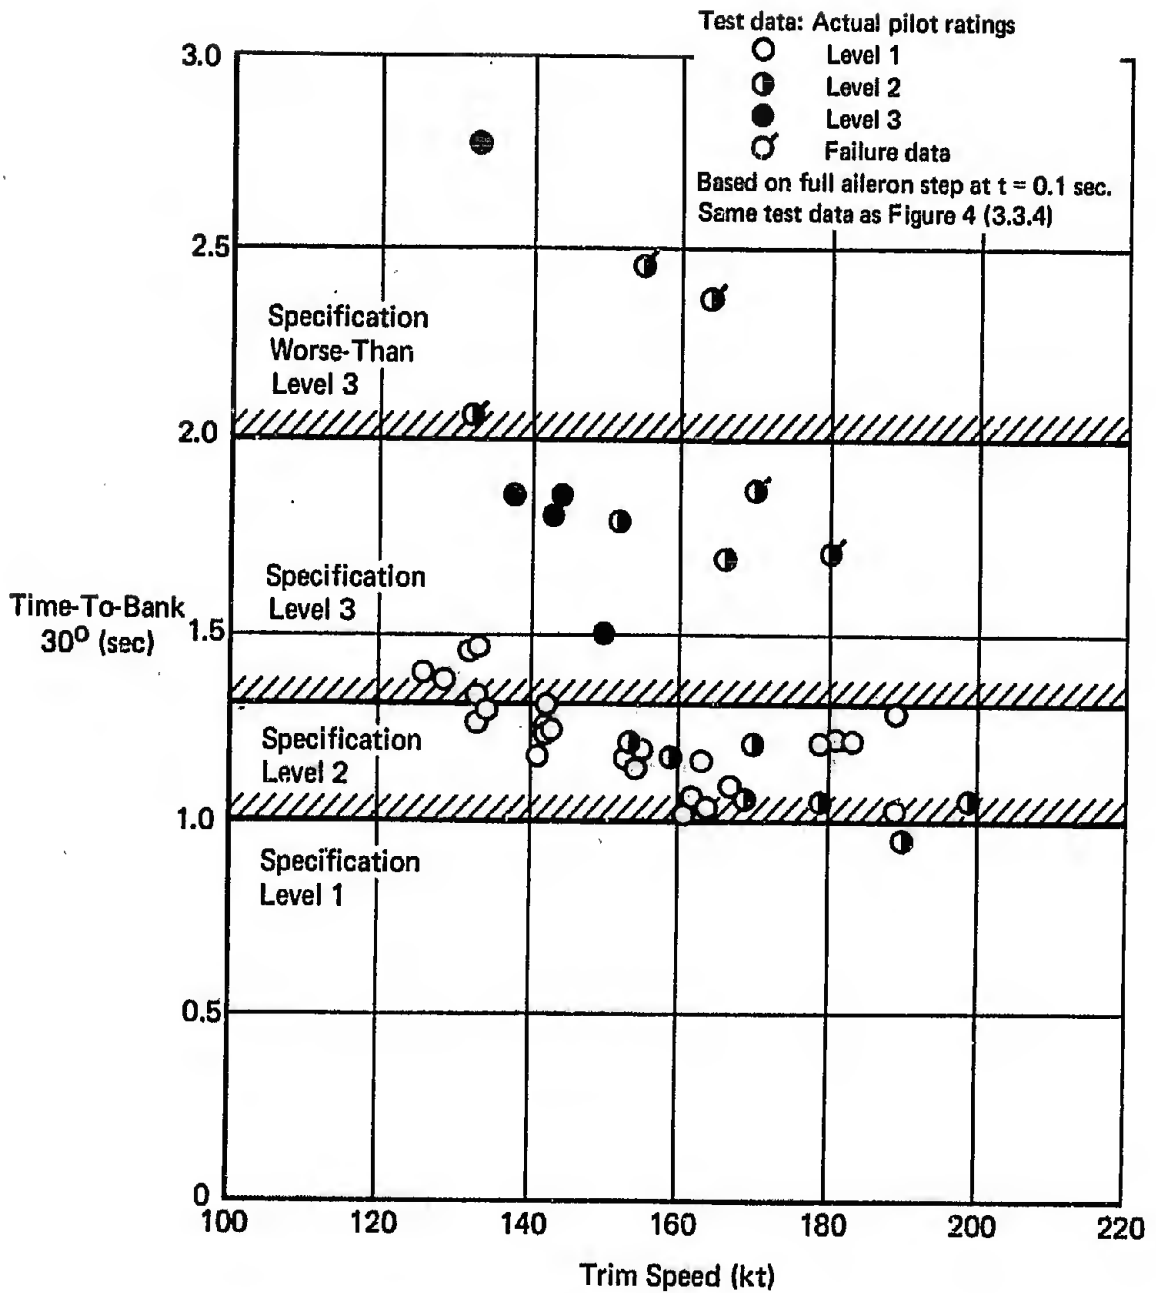 Test data: Actual pilot ratings
Level 1
Level 2
Level 3
Failure data
Based on full aileron step at t = 0.1 sec.
Same test data as Figure 4 (3.3.4)
3.0
2.5
Specification
Worse-Than
Level 3
2.0
Specification
Level 3
Time-To-Bank
30⁰ (sec)
1.5
Specification
Level 2
1.0
Specification
Level 1
0.5
0
100
120
140
160
180
200
220
Trim Speed (kt)